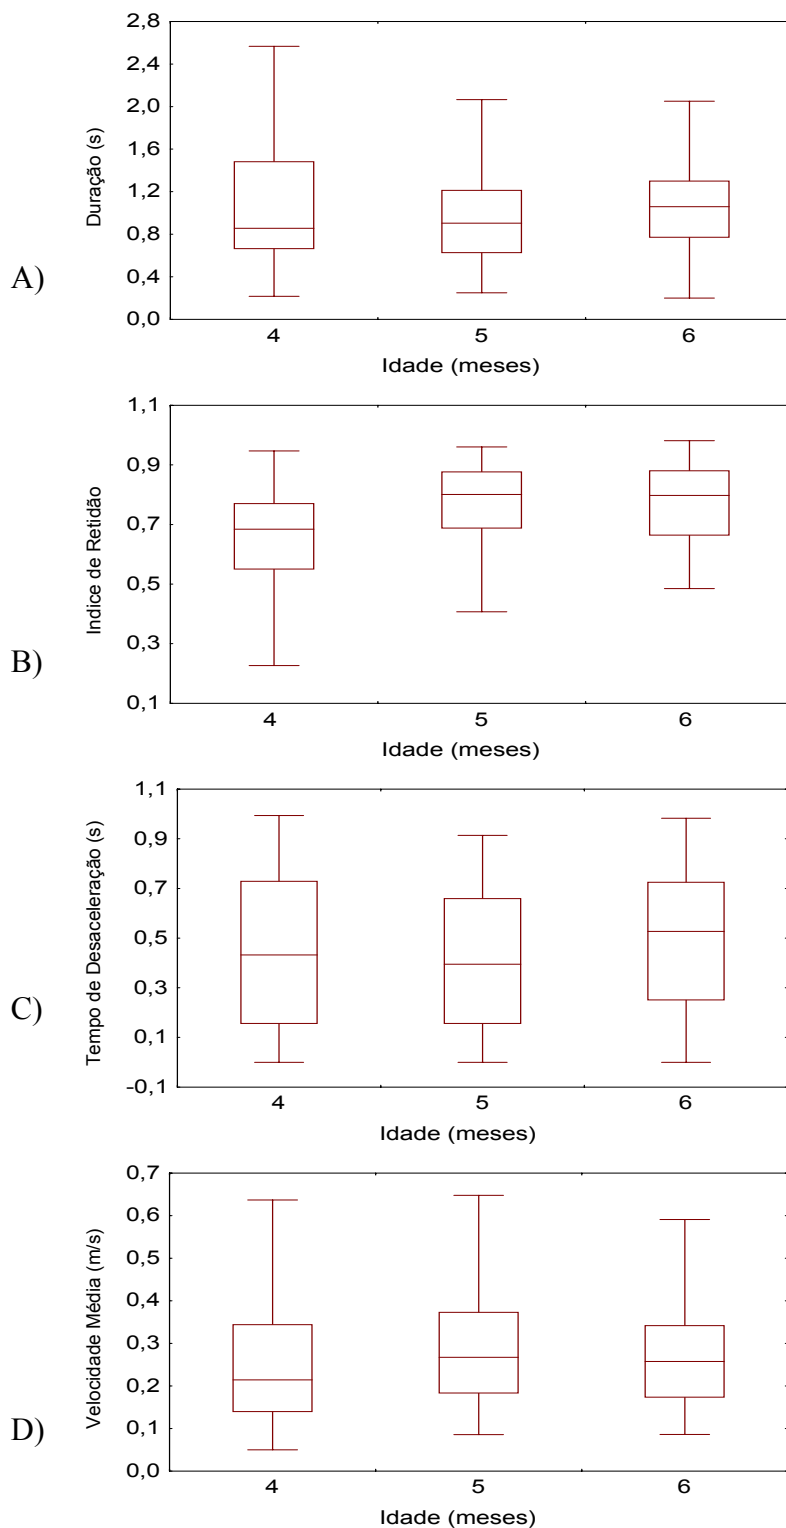 A)
Duração (s)
2,8
2,4
2,0
1,6
1,2
0,8
0,4
0,0
4 5 6
Idade (meses)
B)
Indice de Retidão
1,1
0,9
0,7
0,5
0,3
0,1
4 5 6
Idade (meses)
C)
Tempo de Desaceleração (s)
1,1
0,9
0,7
0,5
0,3
0,1
-0,1
4 5 6
Idade (meses)
D)
Velocidade Média (m/s)
0,7
0,6
0,5
0,4
0,3
0,2
0,1
0,0
4 5 6
Idade (meses)